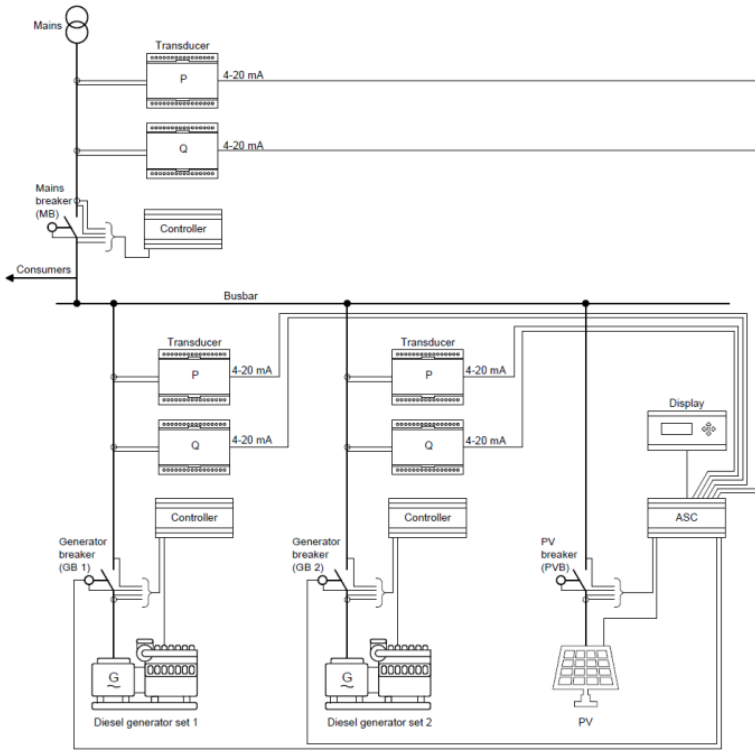 Mains
Transducer
P
4-20 mA
Q
4-20 mA
Mains
breaker
(MB)
Controller
Consumers
Busbar
Transducer
P
4-20 mA
Q
4-20 mA
Transducer
P
4-20 mA
Q
4-20 mA
Display
Controller
Controller
ASC
Generator
breaker
(GB 1)
Generator
breaker
(GB 2)
PV
breaker
(PVB)
G
~
G
~
Diesel generator set 1
Diesel generator set 2
PV